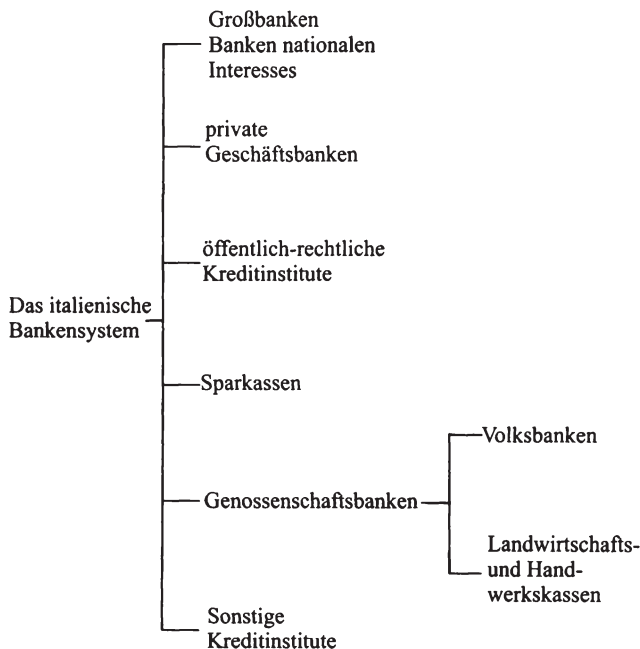 Großbanken
Banken nationalen
Interesses
private
Geschäftsbanken
öffentlich-rechtliche
Kreditinstitute
Das italienische
Bankensystem
Sparkassen
Genossenschaftsbanken
Volksbanken
Landwirtschafts-
und Hand-
werkskassen
Sonstige
Kreditinstitute